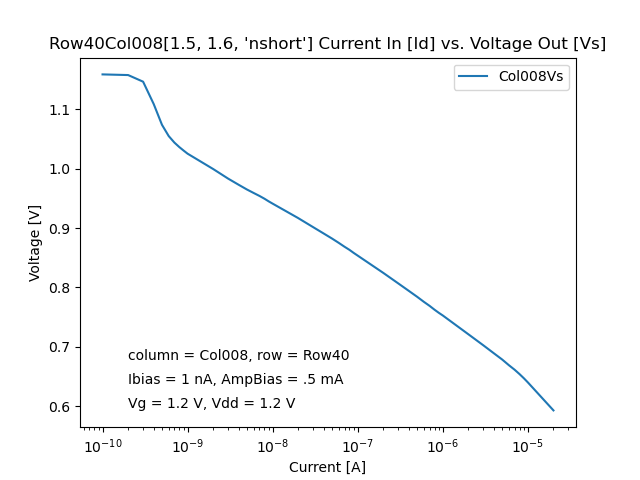 Row40Col008[1.5, 1.6, 'nshort'] Current In [Id] vs. Voltage Out [Vs]
Col008Vs
1.1
1.0
0.9
0.8
0.7
0.6
Voltage [V]
column = Col008, row = Row40
Ibias = 1 nA, AmpBias = .5 mA
Vg = 1.2 V, Vdd = 1.2 V
10⁻¹⁰ 10⁻⁹ 10⁻⁸ 10⁻⁷ 10⁻⁶ 10⁻⁵
Current [A]